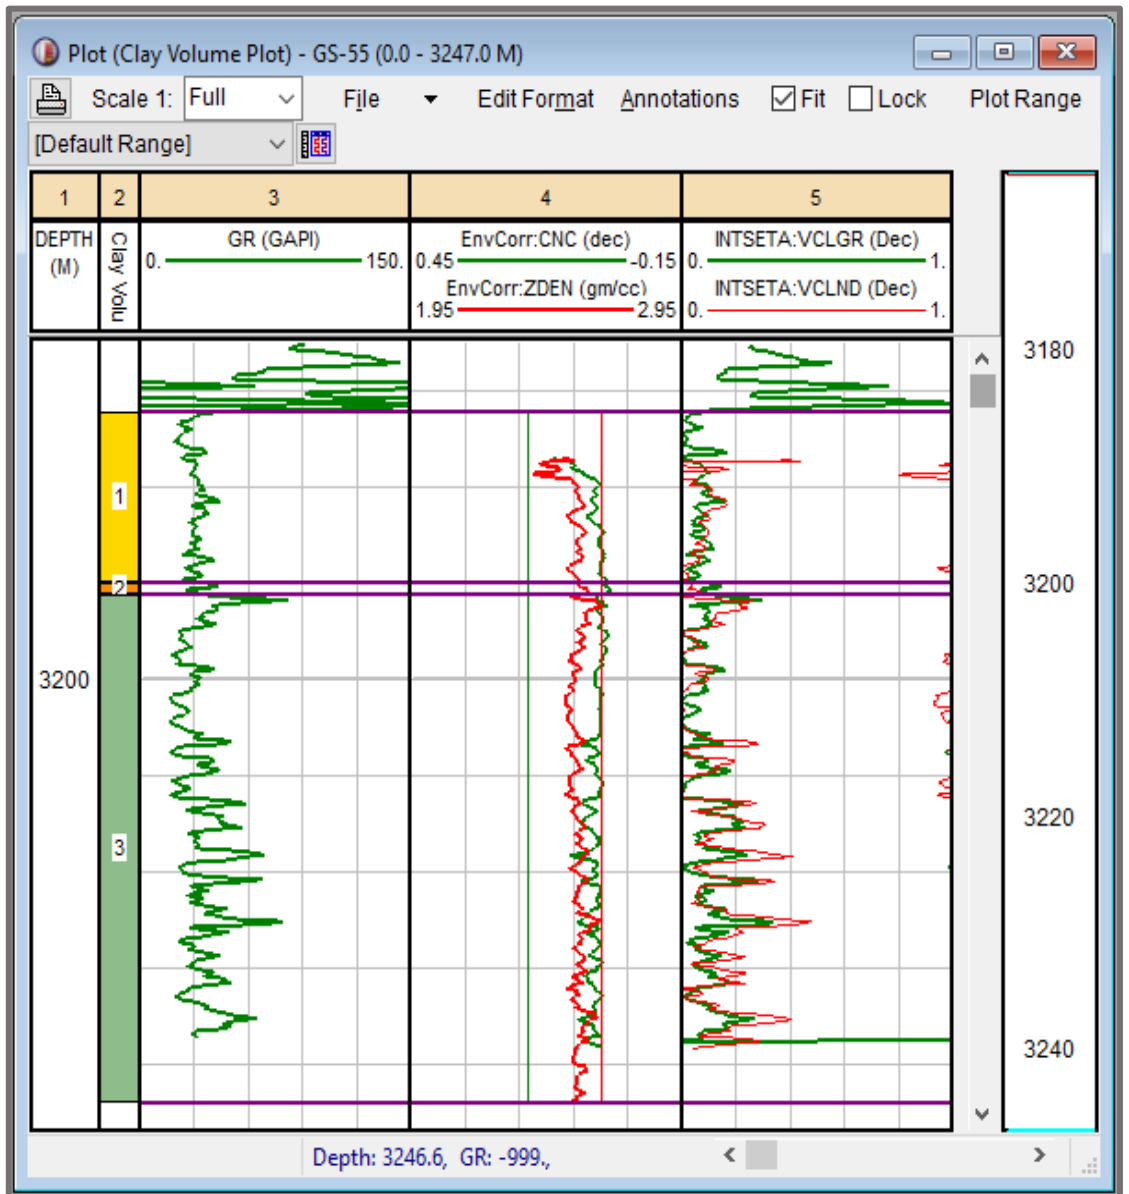 Plot (Clay Volume Plot) - GS-55 (0.0 - 3247.0 M)
Scale 1: Full File Edit Format Annotations Fit Lock Plot Range
[Default Range]
1 2 3 4 5
DEPTH (M)
Clay Volu
GR (GAPI)
0. 150.
EnvCorr:CNC (dec)
0.45 -0.15
EnvCorr:ZDEN (gm/cc)
1.95 2.95
INTSETA:VCLGR (Dec)
0. 1.
INTSETA:VCLND (Dec)
0. 1.
3200
1
2
3
3180
3200
3220
3240
Depth: 3246.6, GR: -999.,